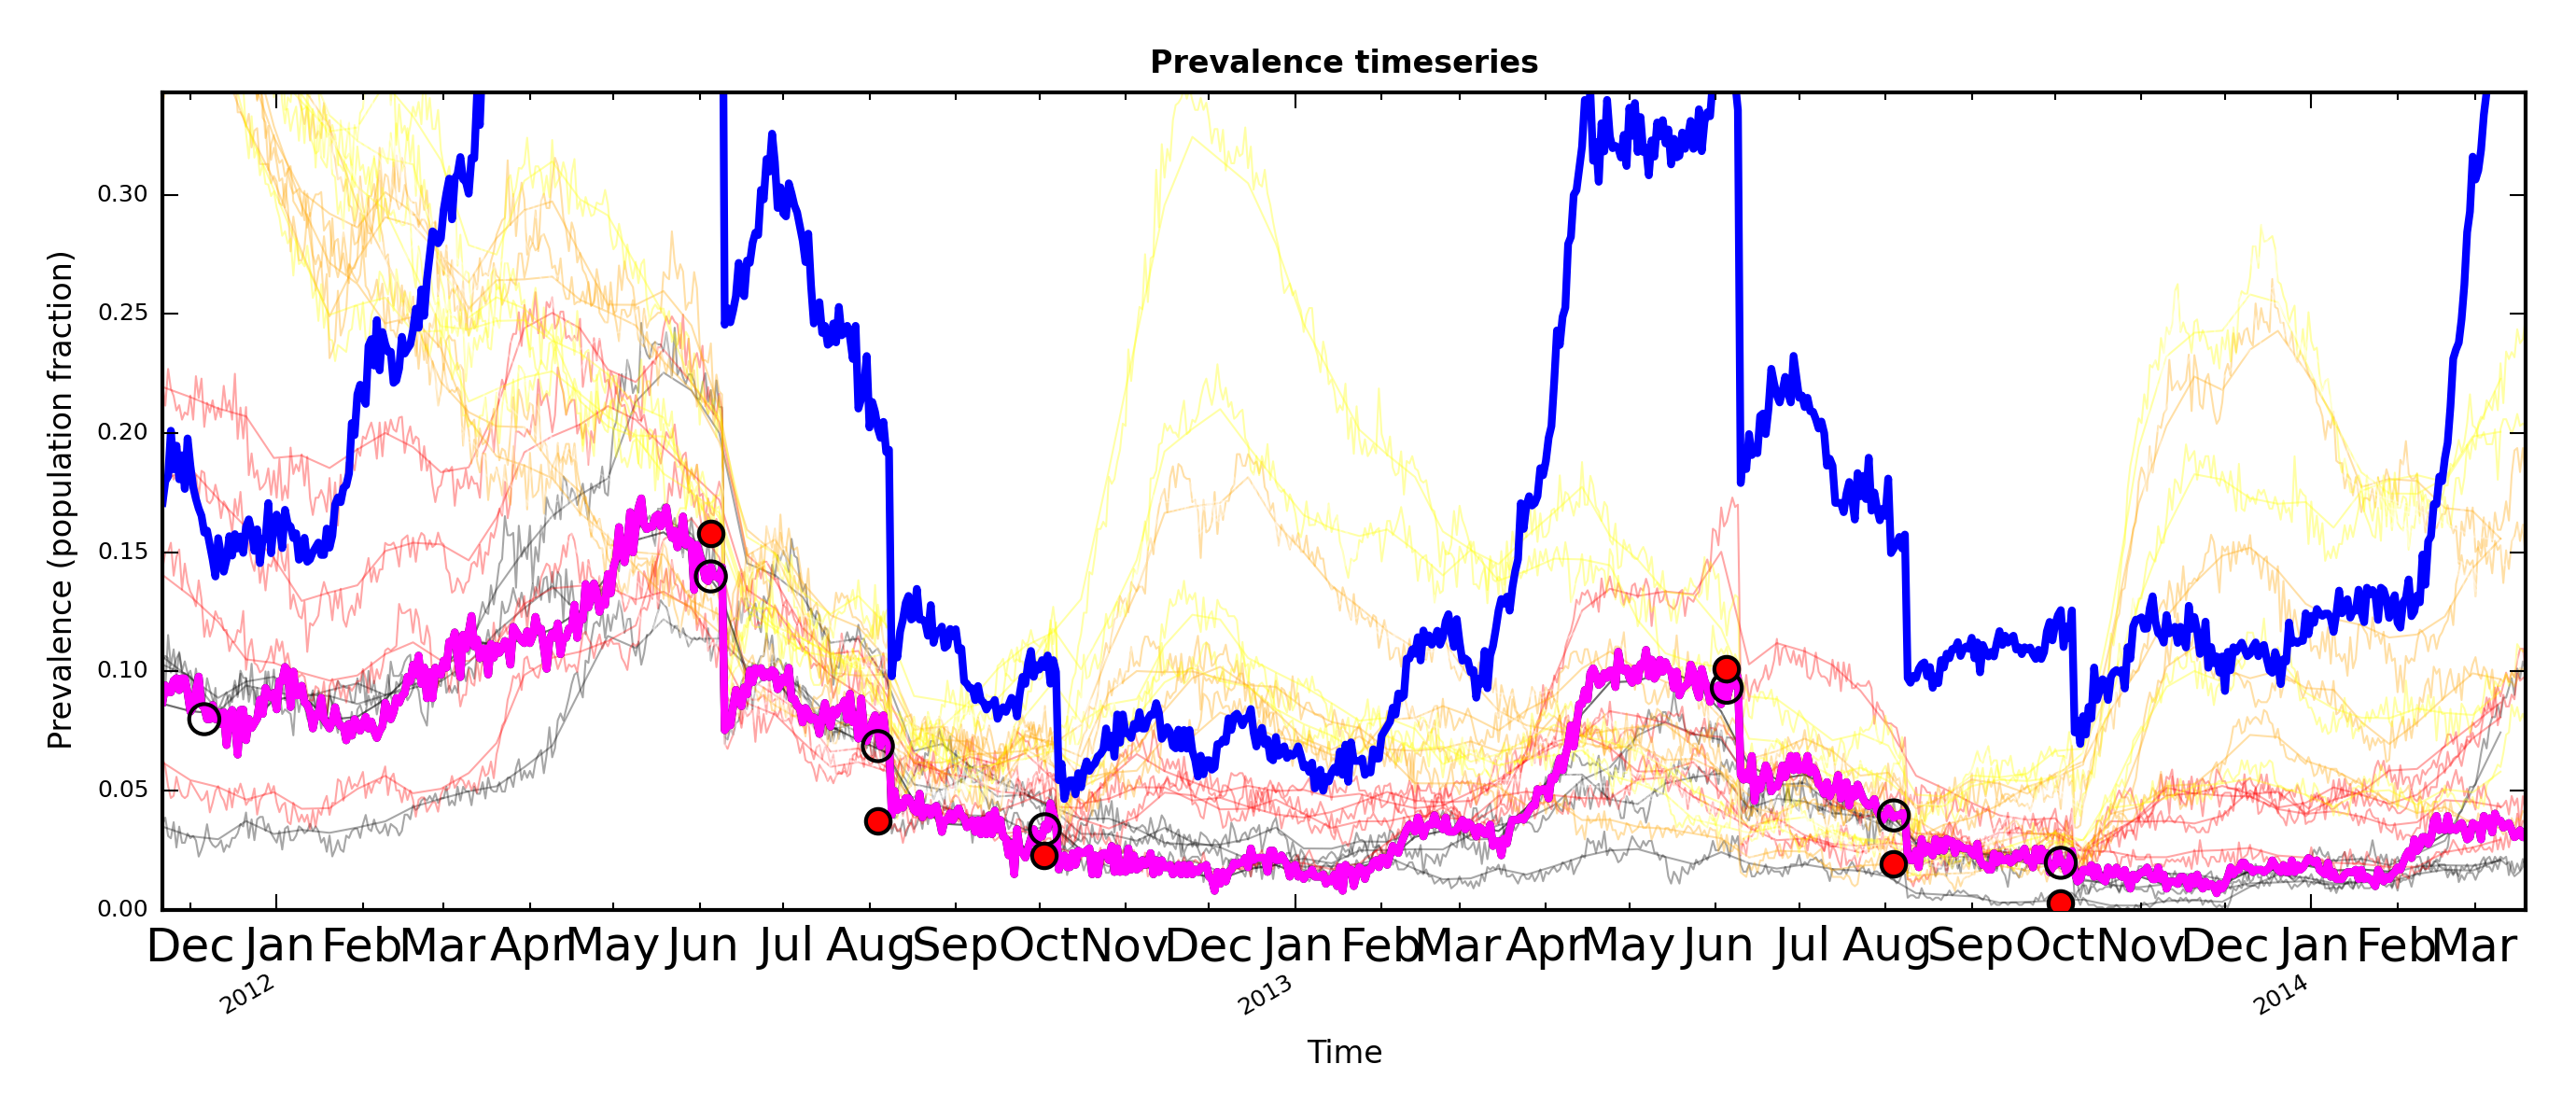 Prevalence timeseries
Prevalence (population fraction)
0.30
0.25
0.20
0.15
0.10
0.05
0.00
Dec Jan Feb Mar Apr May Jun Jul Aug Sep Oct Nov Dec Jan Feb Mar Apr May Jun Jul Aug Sep Oct Nov Dec Jan Feb Mar
2012 2013 2014
Time